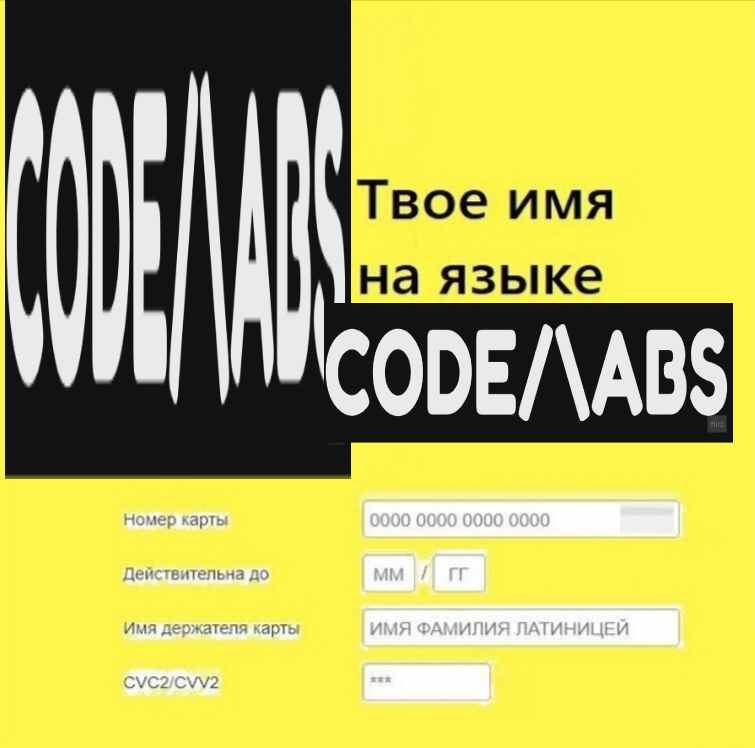 CODE/\ABS
Твое имя
на языке
CODE/\ABS
Номер карты
0000 0000 0000 0000
Действительна до
ММ / ГГ
Имя держателя карты
ИМЯ ФАМИЛИЯ ЛАТИНИЦЕЙ
CVC2/CVV2
***